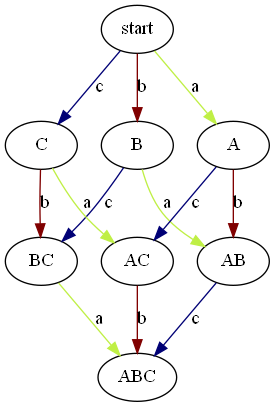 start
c b a
C B A
b a c a c b
BC AC AB
a b c
ABC